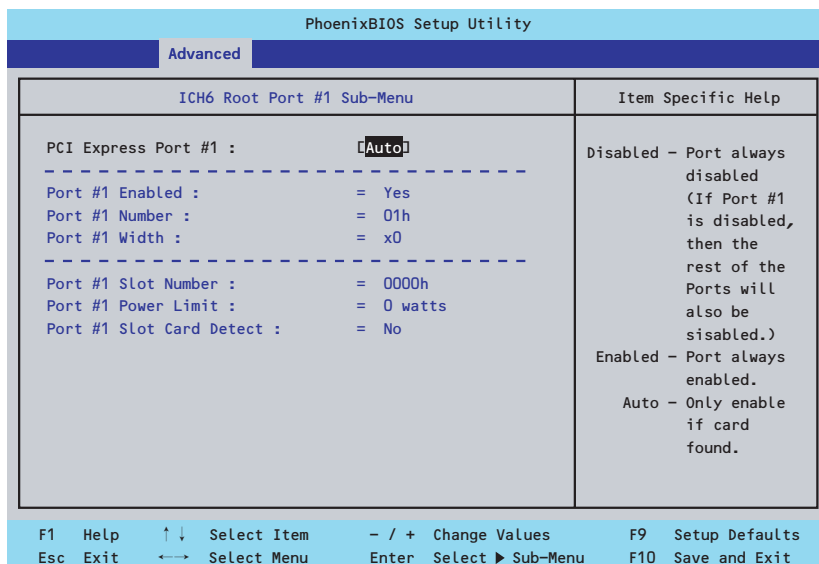 PhoenixBIOS Setup Utility
Advanced
ICH6 Root Port #1 Sub-Menu
Item Specific Help
PCI Express Port #1 : [Auto]
Port #1 Enabled : = Yes
Port #1 Number : = 01h
Port #1 Width : = x0
Port #1 Slot Number : = 0000h
Port #1 Power Limit : = 0 watts
Port #1 Slot Card Detect : = No
Disabled - Port always
disabled
(If Port #1
is disabled,
then the
rest of the
Ports will
also be
sisabled.)
Enabled - Port always
enabled.
Auto - Only enable
if card
found.
F1 Help ↑↓ Select Item - / + Change Values F9 Setup Defaults
Esc Exit ←→ Select Menu Enter Select ▶ Sub-Menu F10 Save and Exit